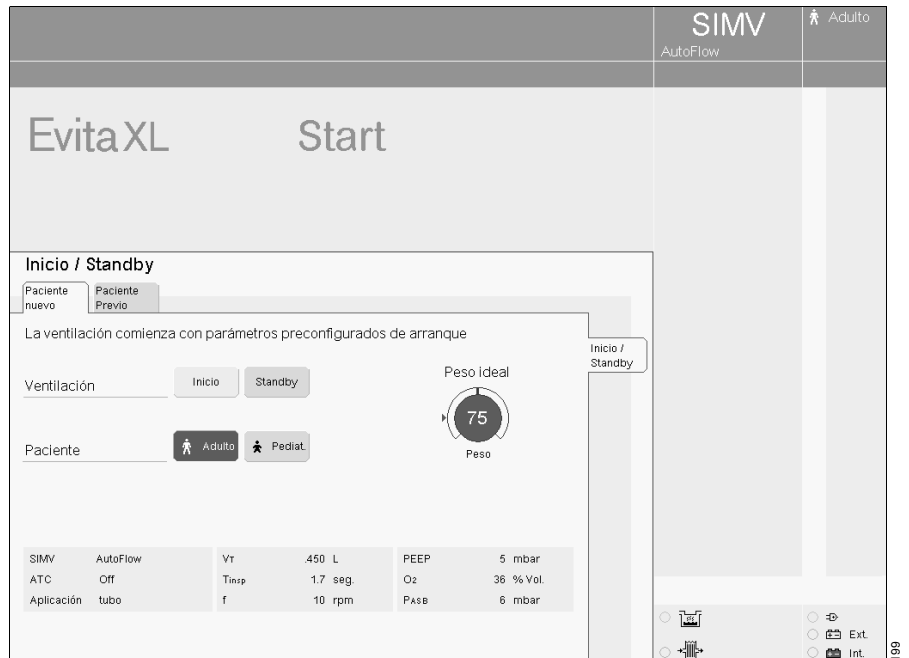 SIMV
AutoFlow
Adulto
Evita XL
Start
Inicio / Standby
Paciente nuevo
Paciente Previo
La ventilación comienza con parámetros preconfigurados de arranque
Inicio / Standby
Ventilación
Inicio
Standby
Peso ideal
75
Peso
Paciente
Adulto
Pediat.
SIMV AutoFlow VT .450 L PEEP 5 mbar
ATC Off Tinsp 1.7 seg. O2 36 % Vol.
Aplicación tubo f 10 rpm PASB 6 mbar
Ext.
Int.
199